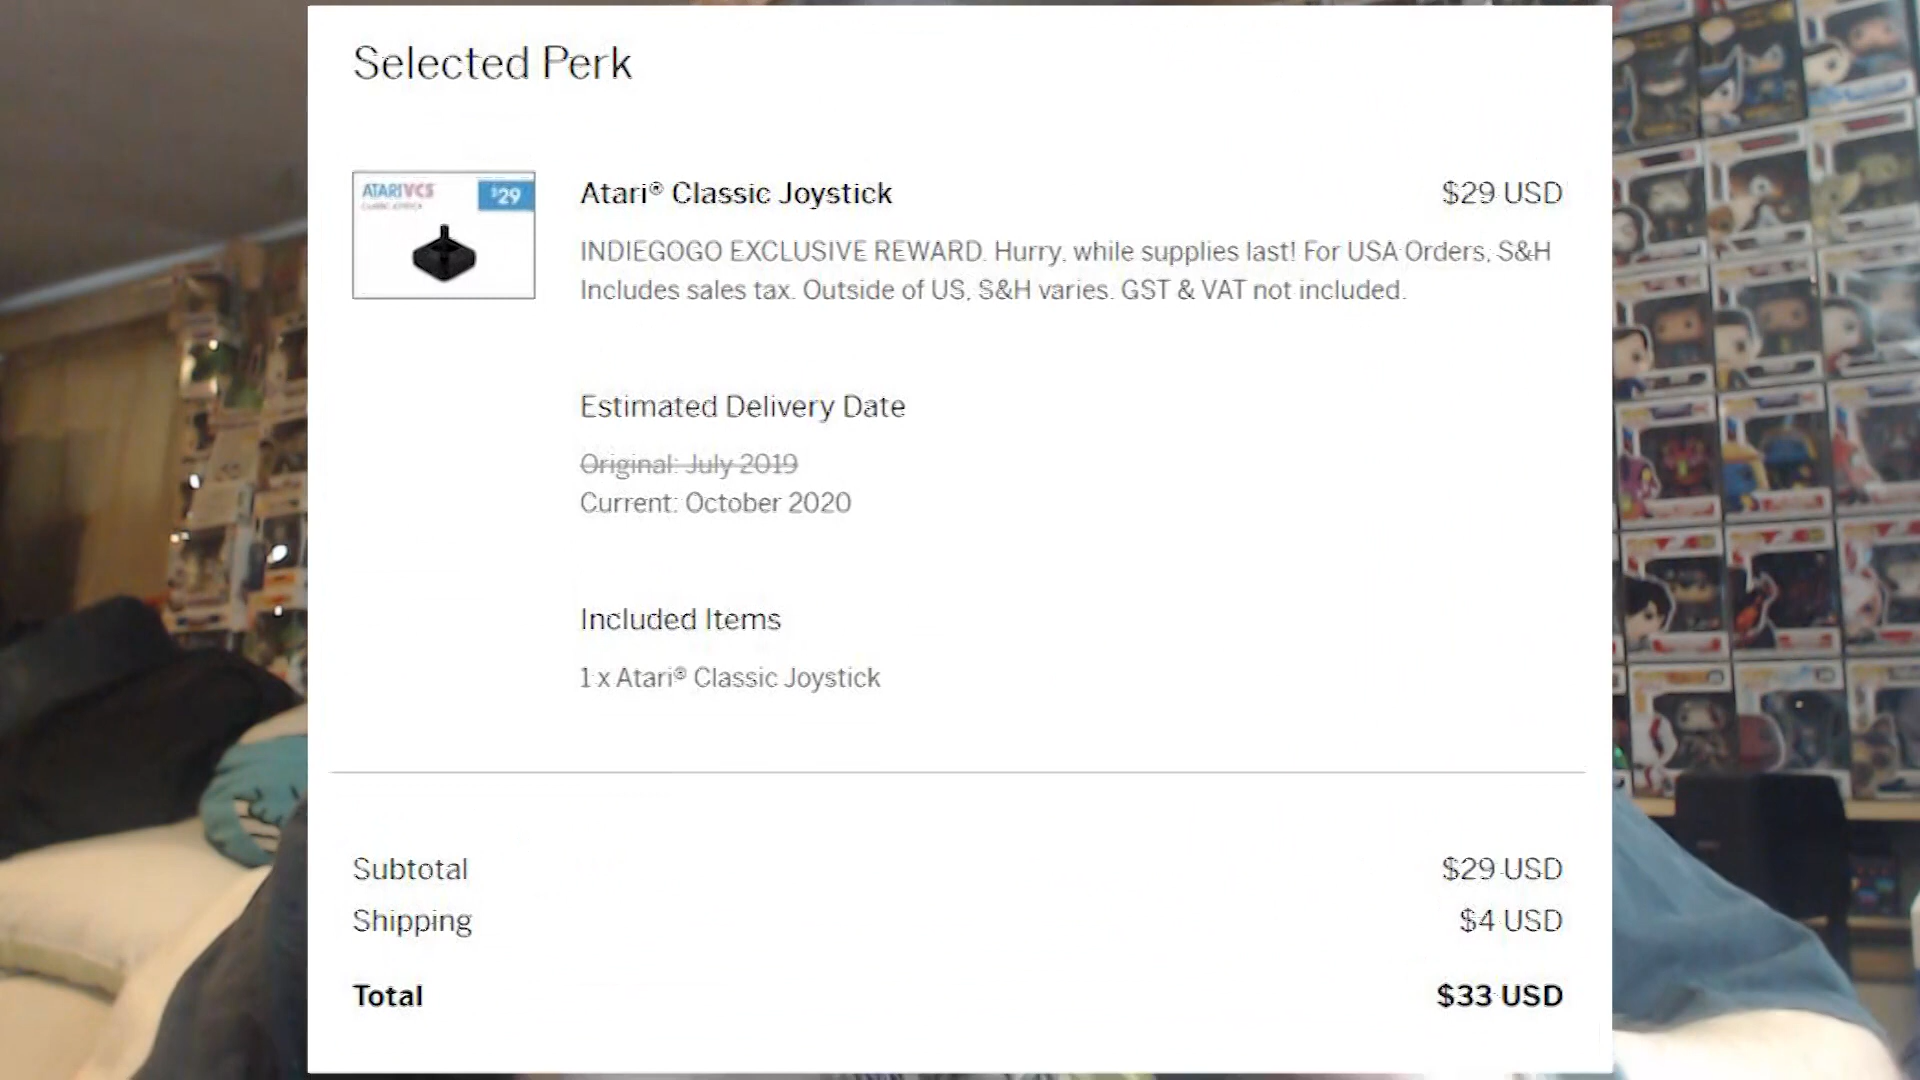 Selected Perk
ATARI VCS
$29
Atari® Classic Joystick
$29 USD
INDIEGOGO EXCLUSIVE REWARD. Hurry, while supplies last! For USA Orders, S&H
Includes sales tax. Outside of US, S&H varies. GST & VAT not included.
Estimated Delivery Date
Original: July 2019
Current: October 2020
Included Items
1 x Atari® Classic Joystick
Subtotal
$29 USD
Shipping
$4 USD
Total
$33 USD